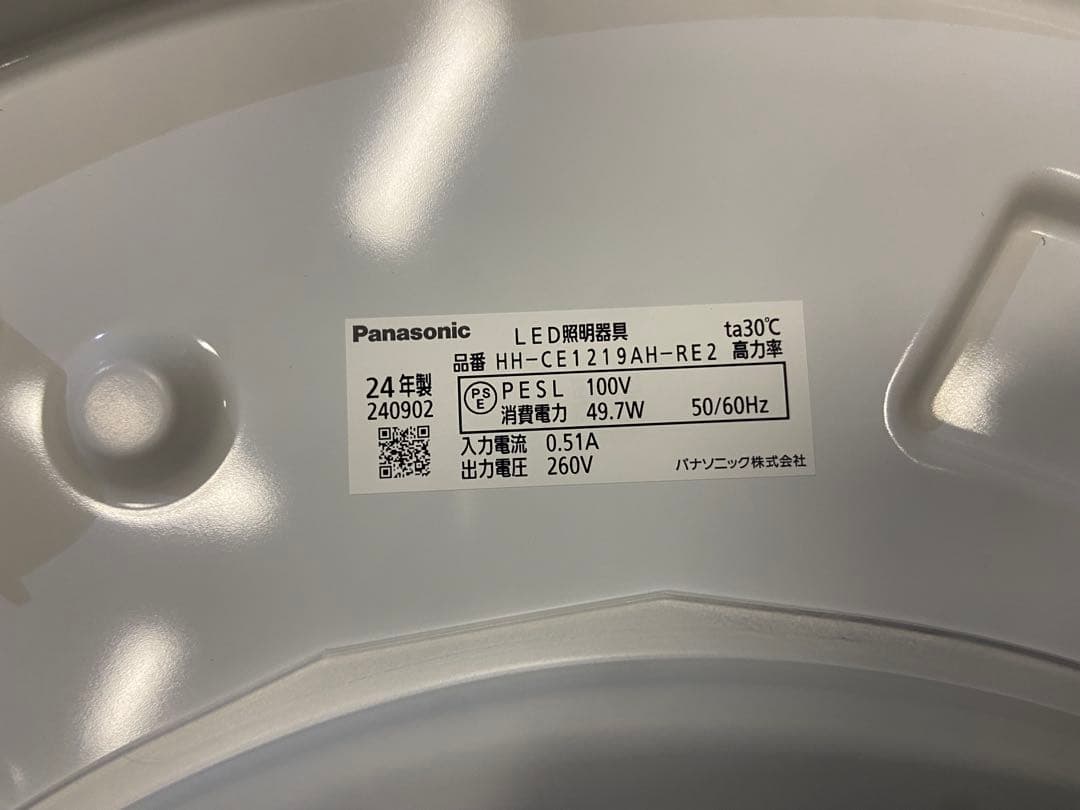 Panasonic LED照明器具 ta30℃
品番 HH-CE1219AH-RE2 高力率
24年製
240902
PS
E
PESL 100V
消費電力 49.7W 50/60Hz
入力電流 0.51A
出力電圧 260V
パナソニック株式会社